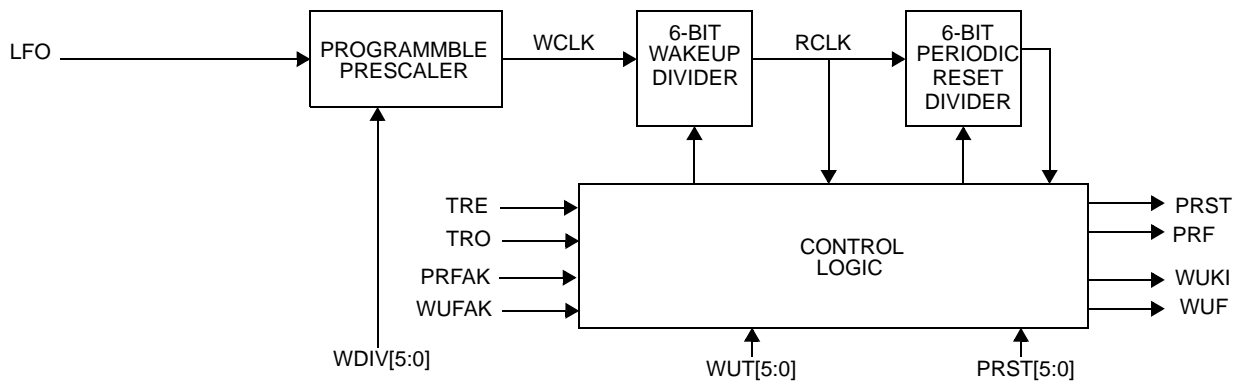 LFO
PROGRAMMBLE
PRESCALER
WCLK
6-BIT
WAKEUP
DIVIDER
RCLK
6-BIT
PERIODIC
RESET
DIVIDER
TRE
TRO
PRFAK
WUFAK
CONTROL
LOGIC
PRST
PRF
WUKI
WUF
WDIV[5:0]
WUT[5:0]
PRST[5:0]